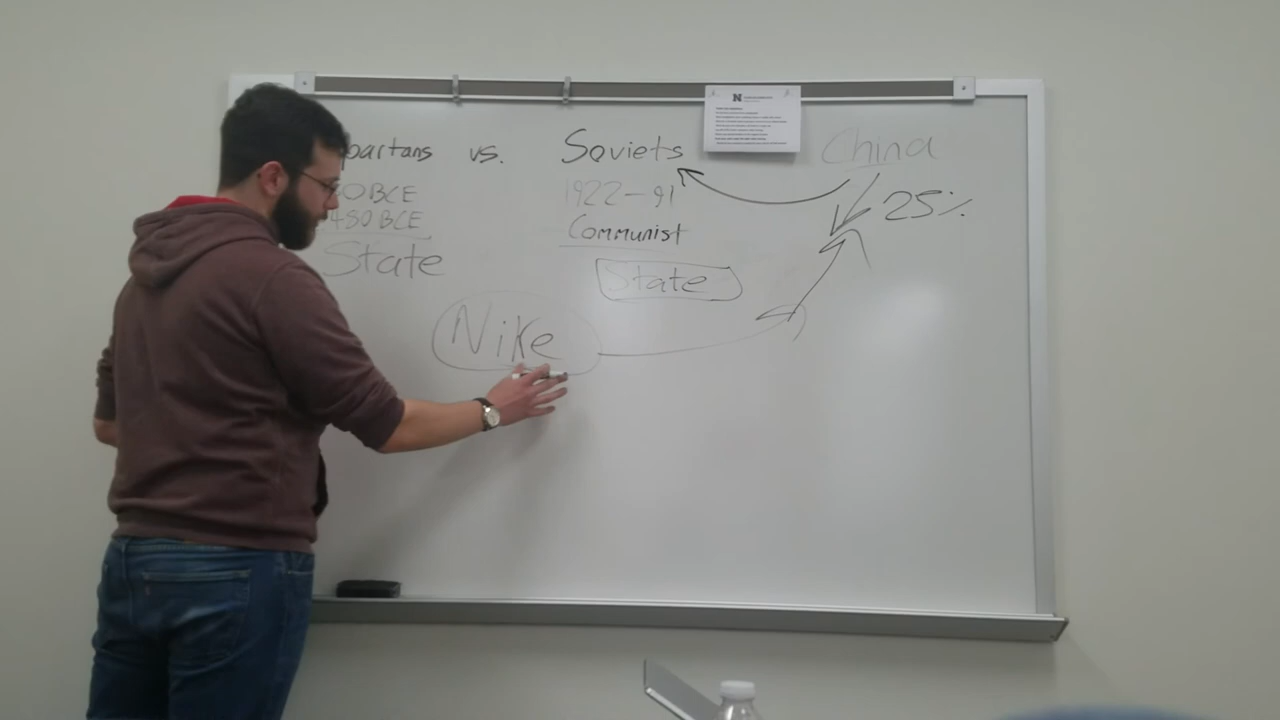 partans vs. Soviets China
0 BCE 1922-91 25%
480 BCE Communist
State State
Nike
N